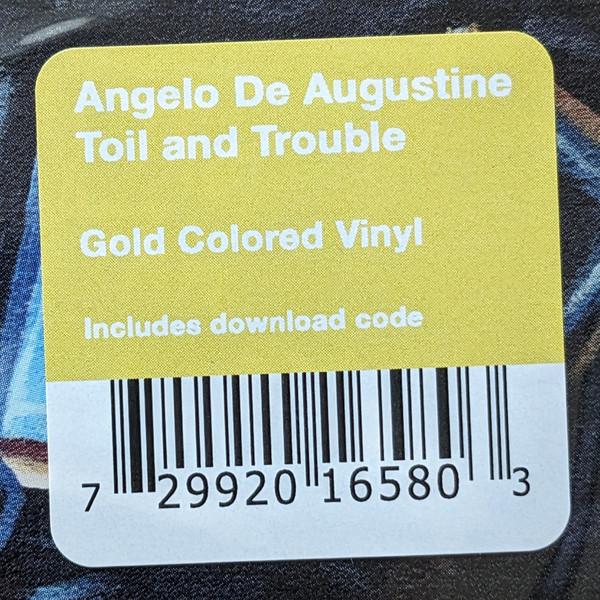 Angelo De Augustine
Toil and Trouble
Gold Colored Vinyl
Includes download code
7 29920 16580 3